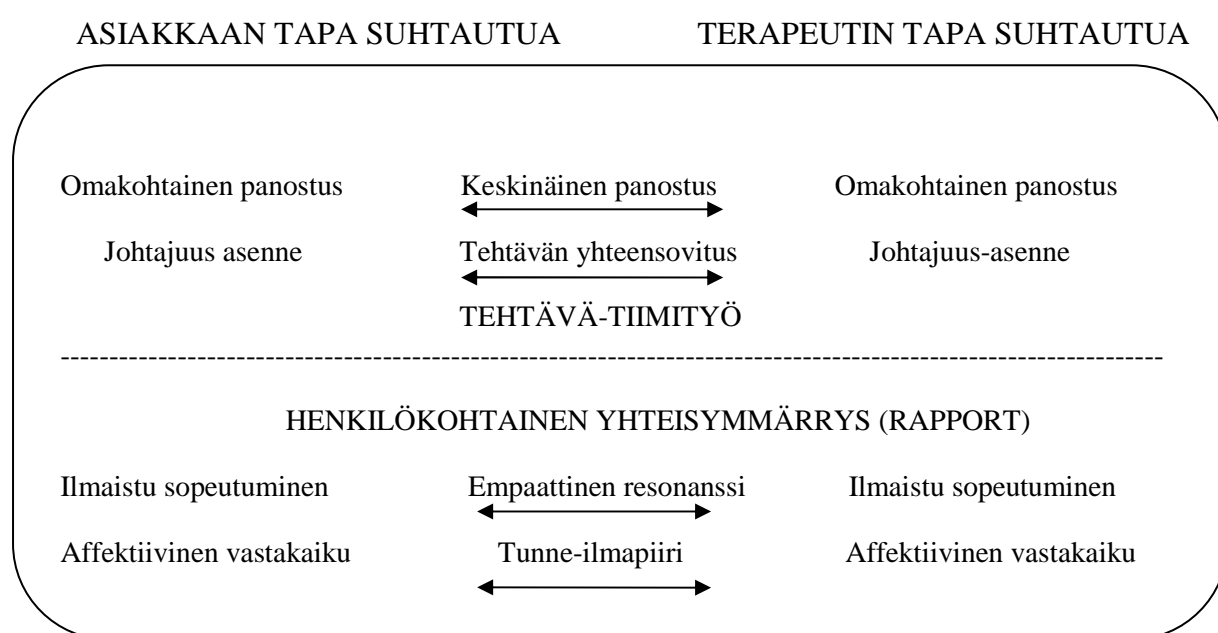 ASIAKKAAN TAPA SUHTAUTUA TERAPEUTIN TAPA SUHTAUTUA
Omakohtainen panostus Keskinäinen panostus Omakohtainen panostus
Johtajuus asenne Tehtävän yhteensovitus Johtajuus-asenne
TEHTÄVÄ-TIIMITYÖ
HENKILÖKOHTAINEN YHTEISYMMÄRRYS (RAPPORT)
Ilmaistu sopeutuminen Empaattinen resonanssi Ilmaistu sopeutuminen
Affektiivinen vastakaiku Tunne-ilmapiiri Affektiivinen vastakaiku